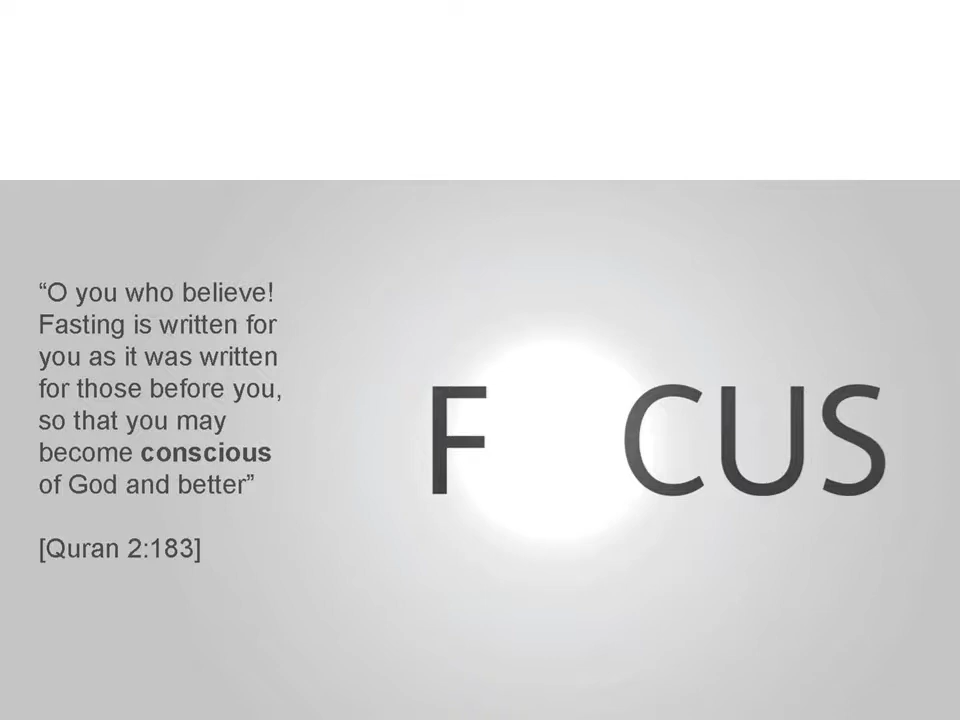 “O you who believe!
Fasting is written for
you as it was written
for those before you,
so that you may
become conscious
of God and better”
[Quran 2:183]
F CUS